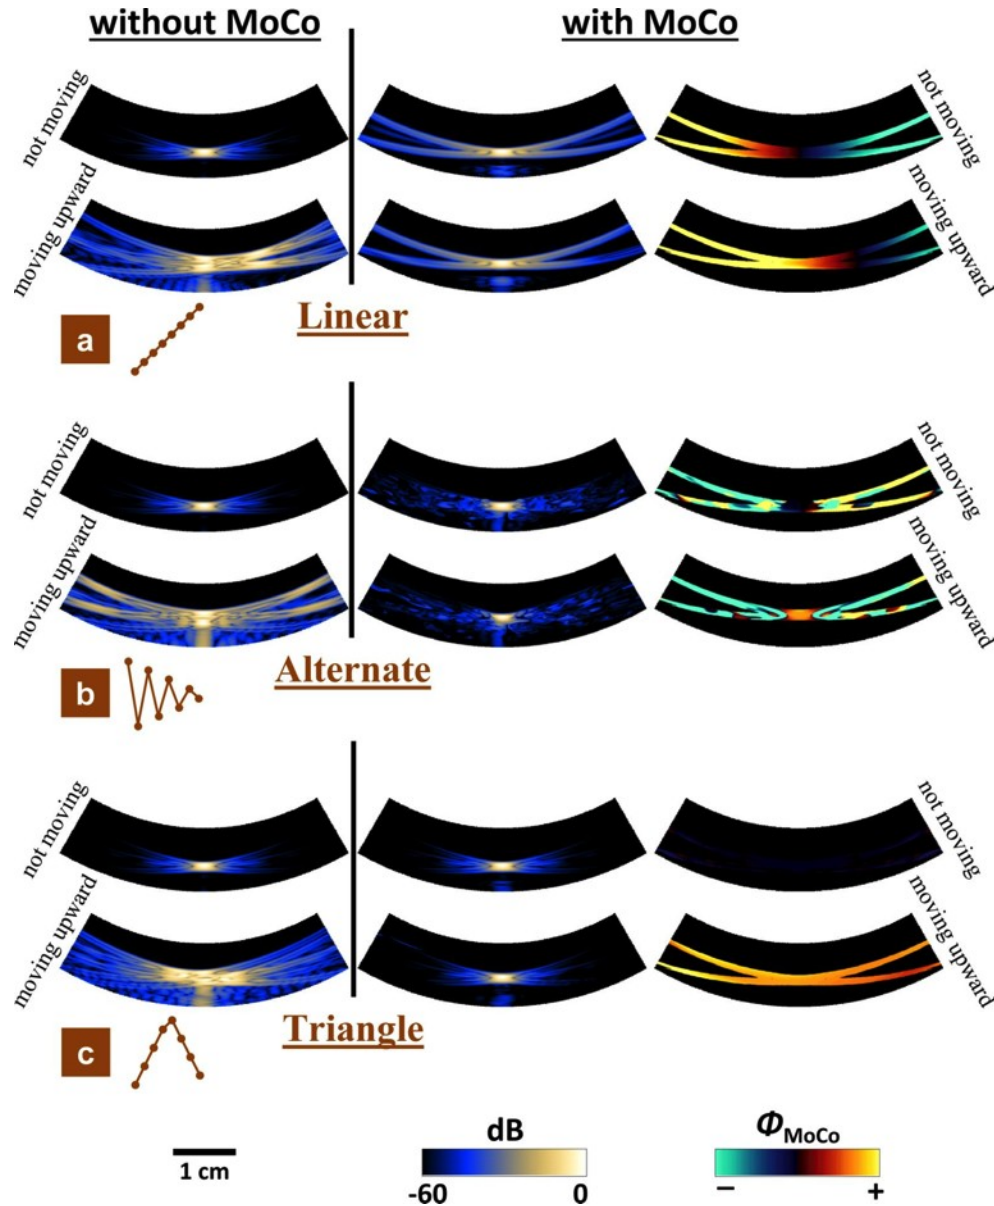 without MoCo
with MoCo
not moving
not moving
moving upward
moving upward
a
Linear
not moving
not moving
moving upward
moving upward
b
Alternate
not moving
not moving
moving upward
moving upward
c
Triangle
1 cm
dB
-60 0
Φ MoCo
− +